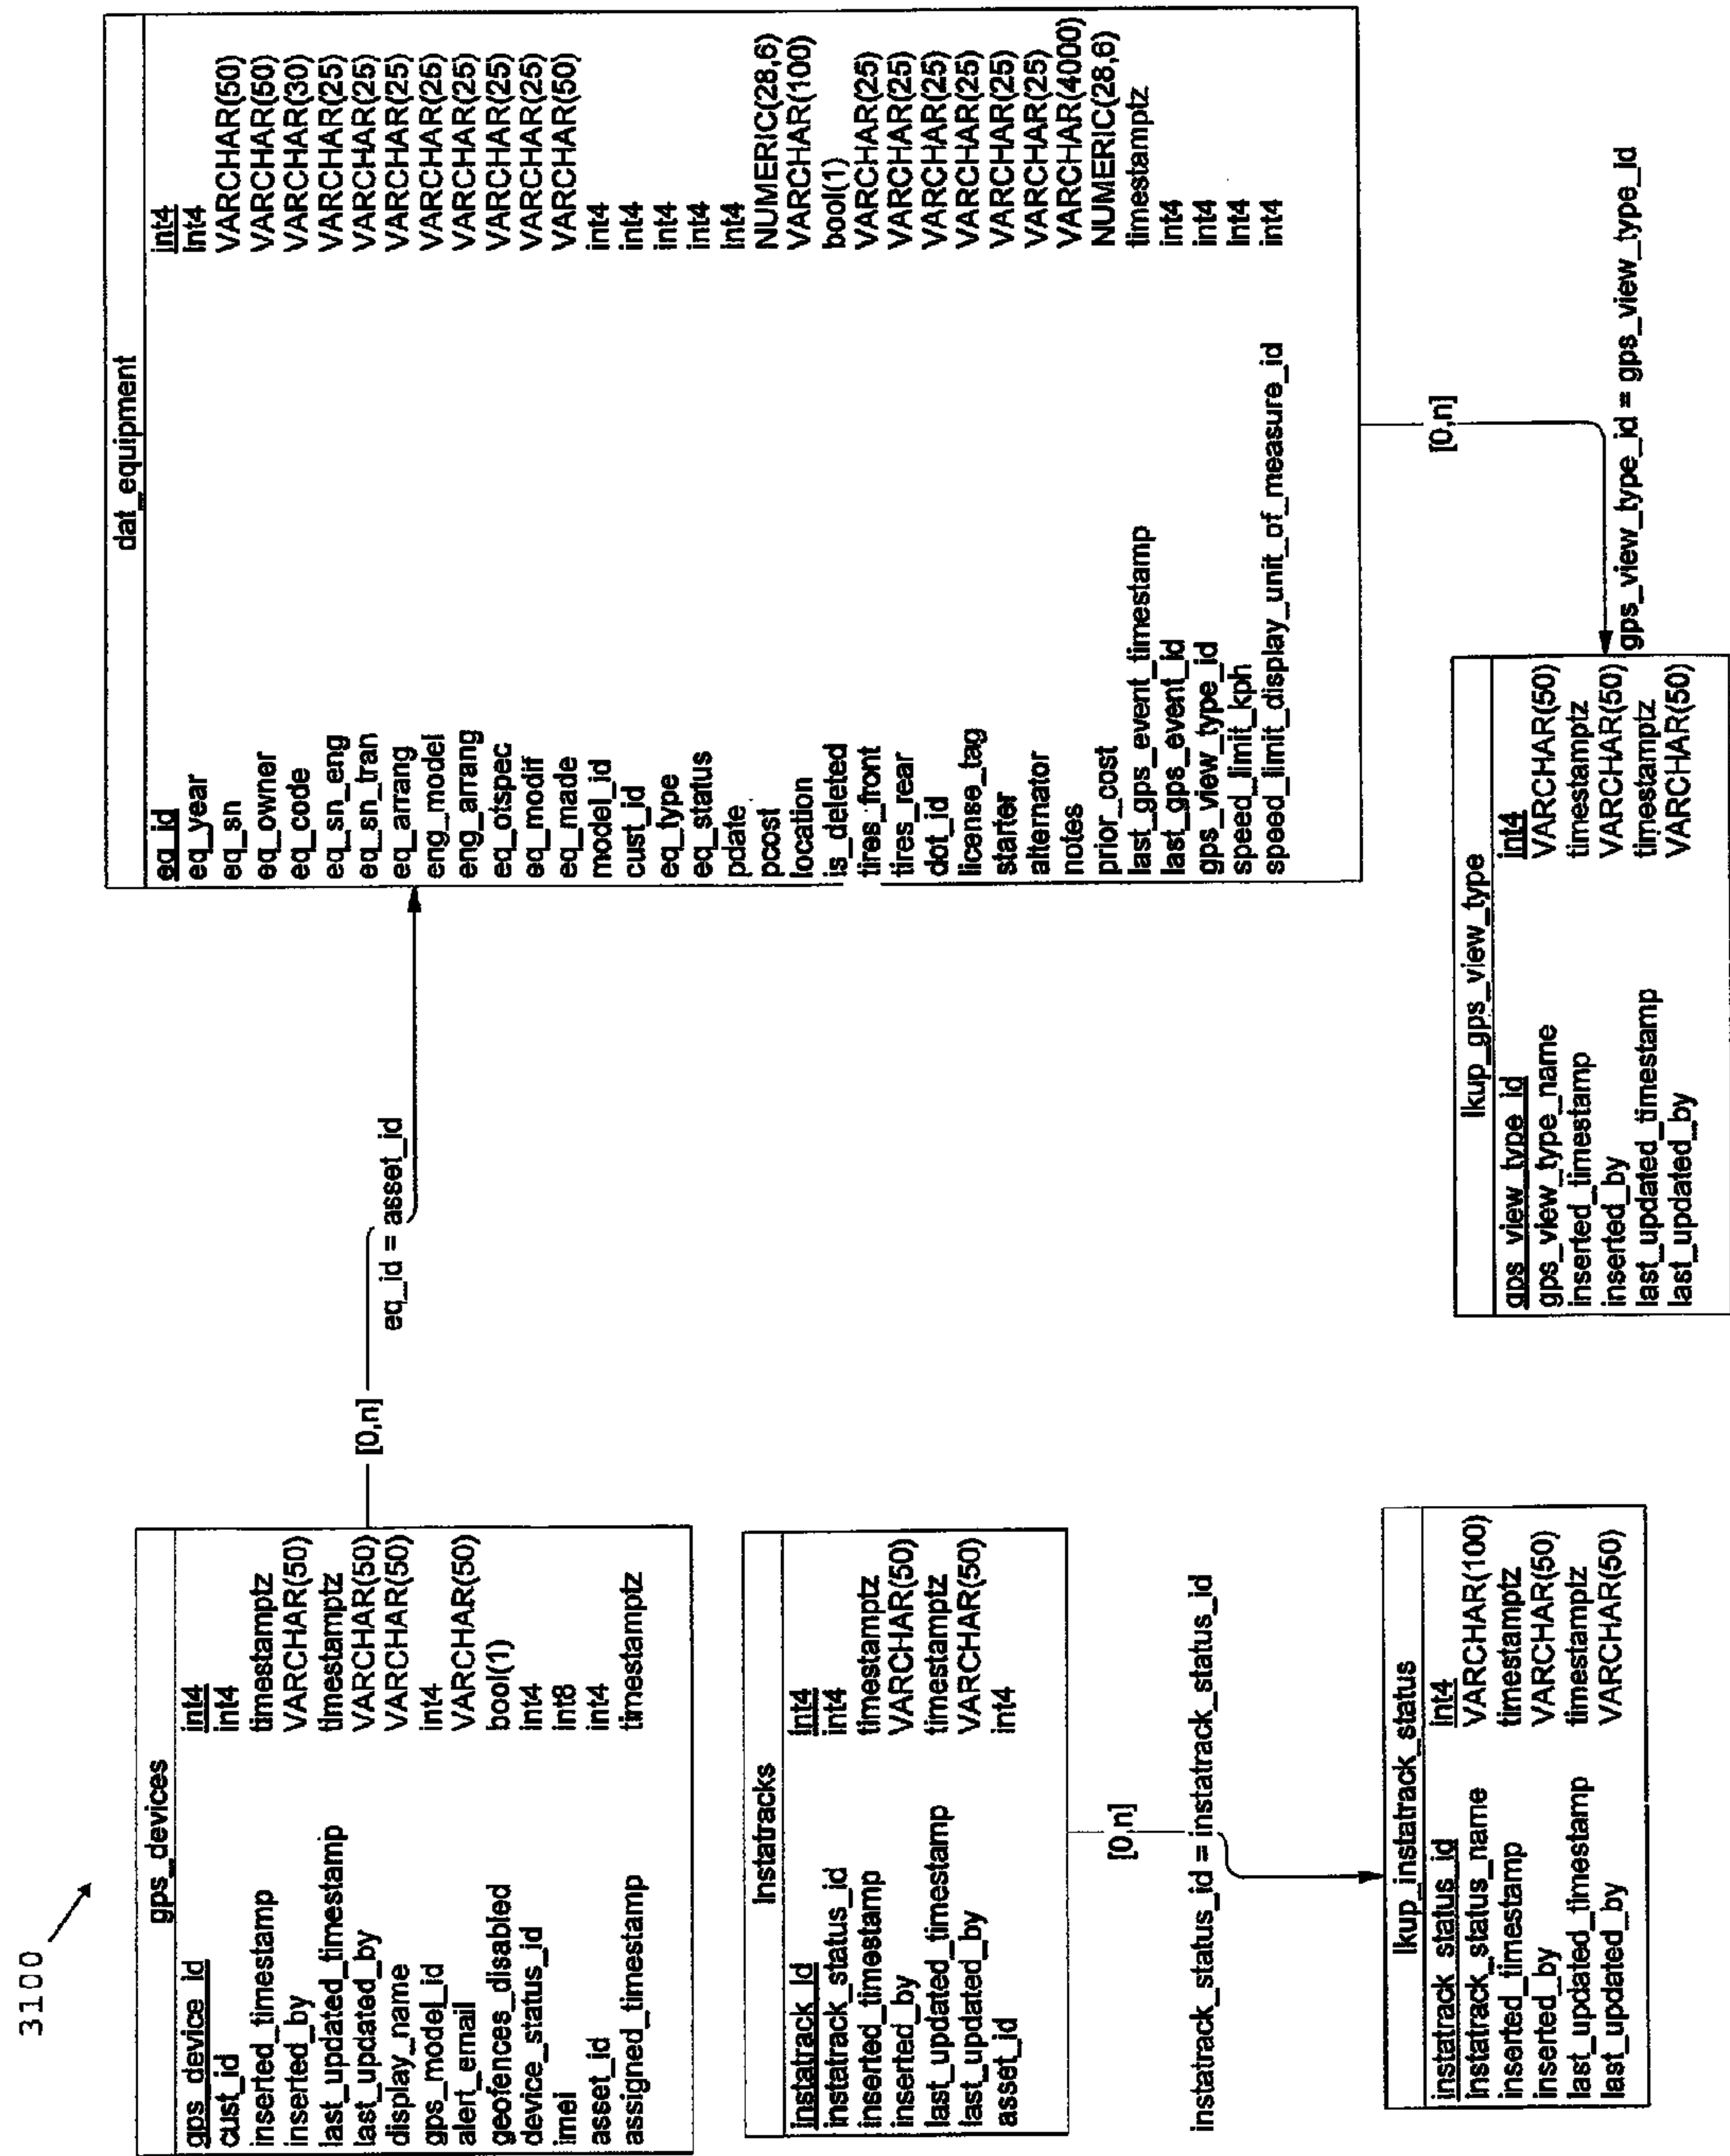 3100
gps_devices
gps_device_id int4
cust_id int4
inserted_timestamp timestamptz
inserted_by VARCHAR(50)
last_updated_timestamp timestamptz
last_updated_by VARCHAR(50)
display_name VARCHAR(50)
gps_model_id int4
alert_email VARCHAR(50)
geofences_disabled bool(1)
device_status_id int4
imei int8
asset_id int4
assigned_timestamp timestamptz
[0,n]
eq_id = asset_id
dat_equipment
eq_id int4
eq_year int4
eq_sn VARCHAR(50)
eq_owner VARCHAR(50)
eq_code VARCHAR(30)
eq_sn_eng VARCHAR(25)
eq_sn_tran VARCHAR(25)
eq_arrang VARCHAR(25)
eng_model VARCHAR(25)
eng_arrang VARCHAR(25)
eq_otspec VARCHAR(25)
eq_modif VARCHAR(25)
eq_made VARCHAR(50)
model_id int4
cust_id int4
eq_type int4
eq_status int4
pdate int4
pcost NUMERIC(28,6)
location VARCHAR(100)
is_deleted bool(1)
tires_front VARCHAR(25)
tires_rear VARCHAR(25)
dot_id VARCHAR(25)
license_tag VARCHAR(25)
starter VARCHAR(25)
alternator VARCHAR(25)
notes VARCHAR(4000)
prior_cost NUMERIC(28,6)
last_gps_event_timestamp timestamptz
last_gps_event_id int4
gps_view_type_id int4
speed_limit_kph int4
speed_limit_display_unit_of_measure_id int4
Instatracks
instatrack_id int4
instatrack_status_id int4
inserted_timestamp timestamptz
inserted_by VARCHAR(50)
last_updated_timestamp timestamptz
last_updated_by VARCHAR(50)
asset_id int4
[0,n]
instatrack_status_id = instatrack_status_id
lkup_instatrack_status
instatrack_status_id int4
instatrack_status_name VARCHAR(100)
inserted_timestamp timestamptz
inserted_by VARCHAR(50)
last_updated_timestamp timestamptz
last_updated_by VARCHAR(50)
[0,n]
gps_view_type_id = gps_view_type_id
lkup_gps_view_type
gps_view_type_id int4
gps_view_type_name VARCHAR(50)
inserted_timestamp timestamptz
inserted_by VARCHAR(50)
last_updated_timestamp timestamptz
last_updated_by VARCHAR(50)